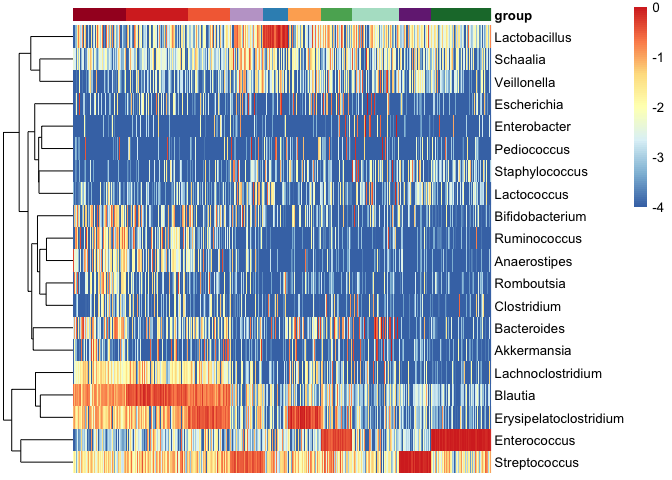 group
Lactobacillus
Schaalia
Veillonella
Escherichia
Enterobacter
Pediococcus
Staphylococcus
Lactococcus
Bifidobacterium
Ruminococcus
Anaerostipes
Romboutsia
Clostridium
Bacteroides
Akkermansia
Lachnoclostridium
Blautia
Erysipelatoclostridium
Enterococcus
Streptococcus
0
-1
-2
-3
-4